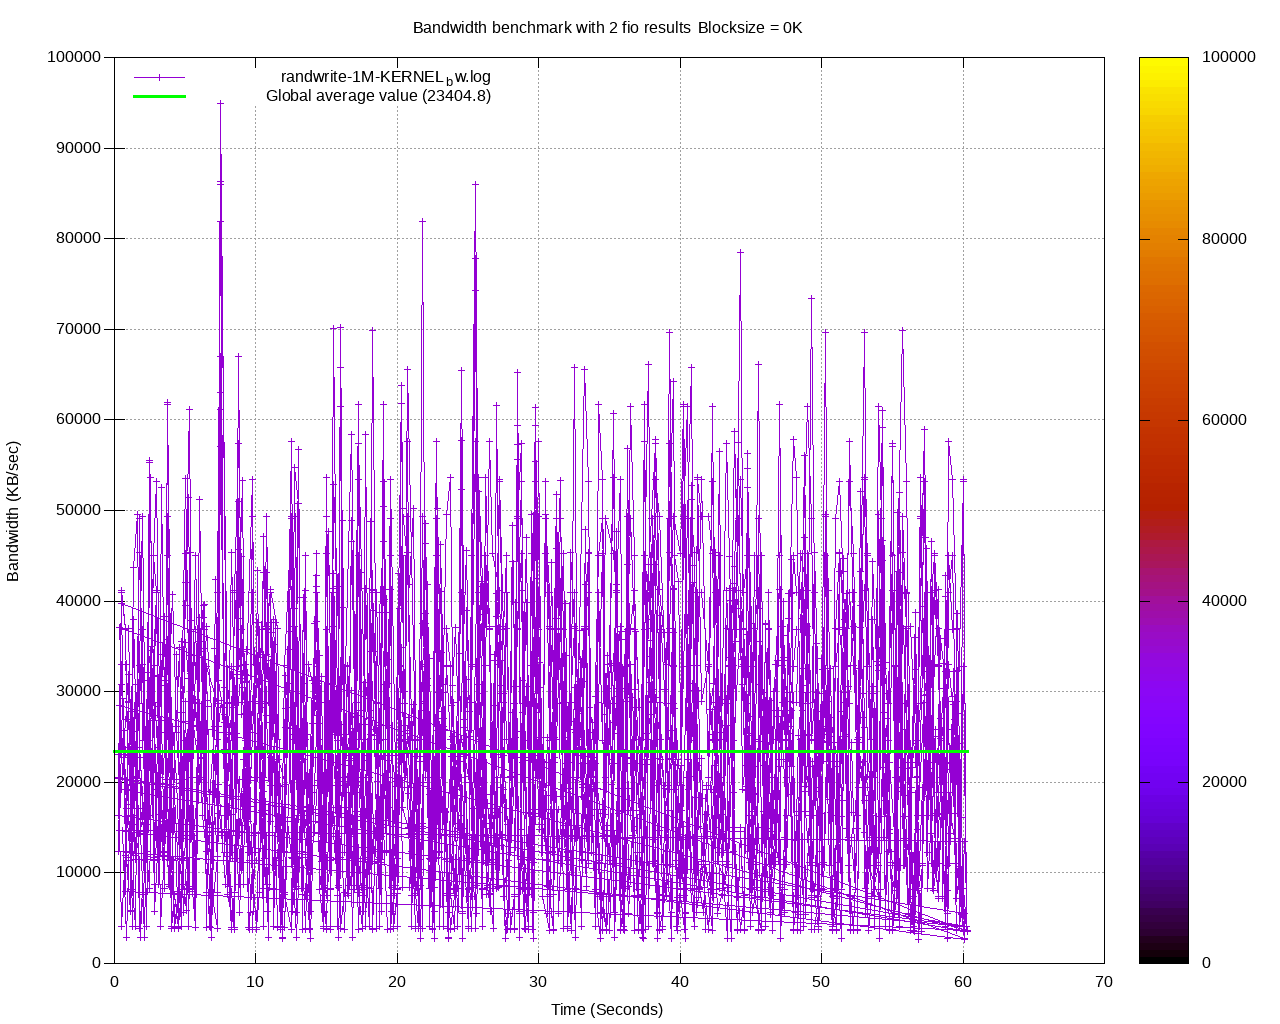 Bandwidth benchmark with 2 fio results Blocksize = 0K
randwrite-1M-KERNEL_bw.log
Global average value (23404.8)
100000
90000
80000
70000
60000
50000
40000
30000
20000
10000
0
Bandwidth (KB/sec)
0 10 20 30 40 50 60 70
Time (Seconds)
100000
80000
60000
40000
20000
0